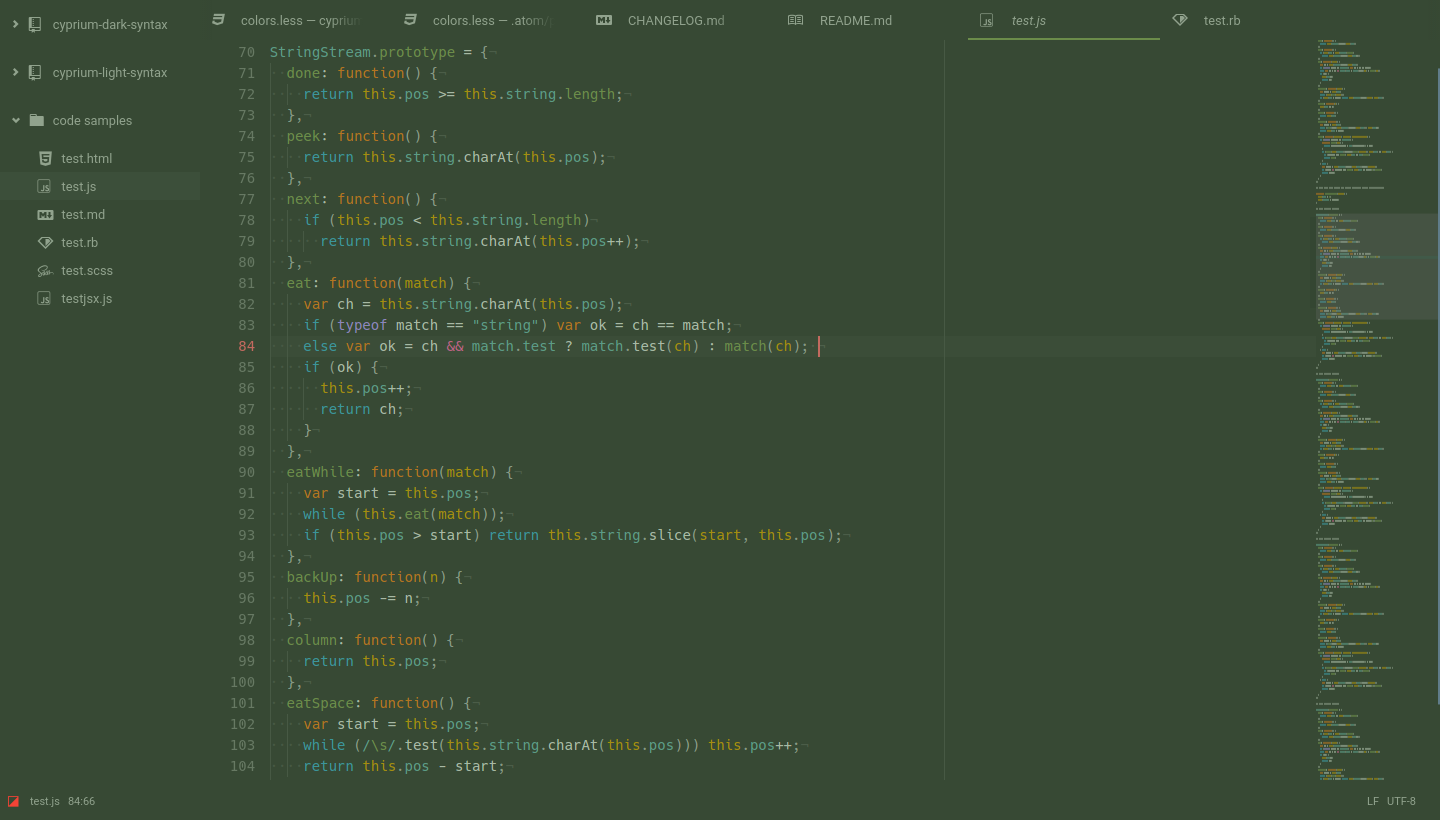 cyprium-dark-syntax
cyprium-light-syntax
code samples
test.html
test.js
test.md
test.rb
test.scss
testjsx.js
colors.less — cyprium
colors.less — .atom/
CHANGELOG.md
README.md
test.js
test.rb
70 StringStream.prototype = {
71 done: function() {
72 return this.pos >= this.string.length;
73 },
74 peek: function() {
75 return this.string.charAt(this.pos);
76 },
77 next: function() {
78 if (this.pos < this.string.length)
79 return this.string.charAt(this.pos++);
80 },
81 eat: function(match) {
82 var ch = this.string.charAt(this.pos);
83 if (typeof match == "string") var ok = ch == match;
84 else var ok = ch && match.test ? match.test(ch) : match(ch);
85 if (ok) {
86 this.pos++;
87 return ch;
88 }
89 },
90 eatWhile: function(match) {
91 var start = this.pos;
92 while (this.eat(match));
93 if (this.pos > start) return this.string.slice(start, this.pos);
94 },
95 backUp: function(n) {
96 this.pos -= n;
97 },
98 column: function() {
99 return this.pos;
100 },
101 eatSpace: function() {
102 var start = this.pos;
103 while (/\s/.test(this.string.charAt(this.pos))) this.pos++;
104 return this.pos - start;
test.js 84:66
LF UTF-8